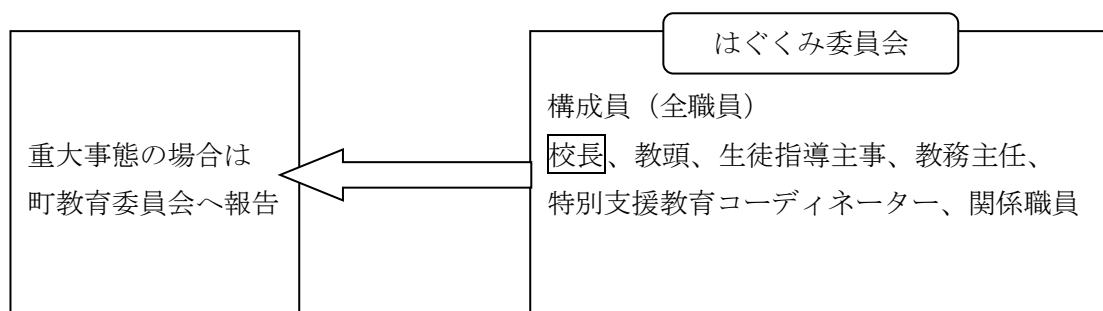 はぐくみ委員会
構成員（全職員）
校長、教頭、生徒指導主事、教務主任、
特別支援教育コーディネーター、関係職員
重大事態の場合は
町教育委員会へ報告